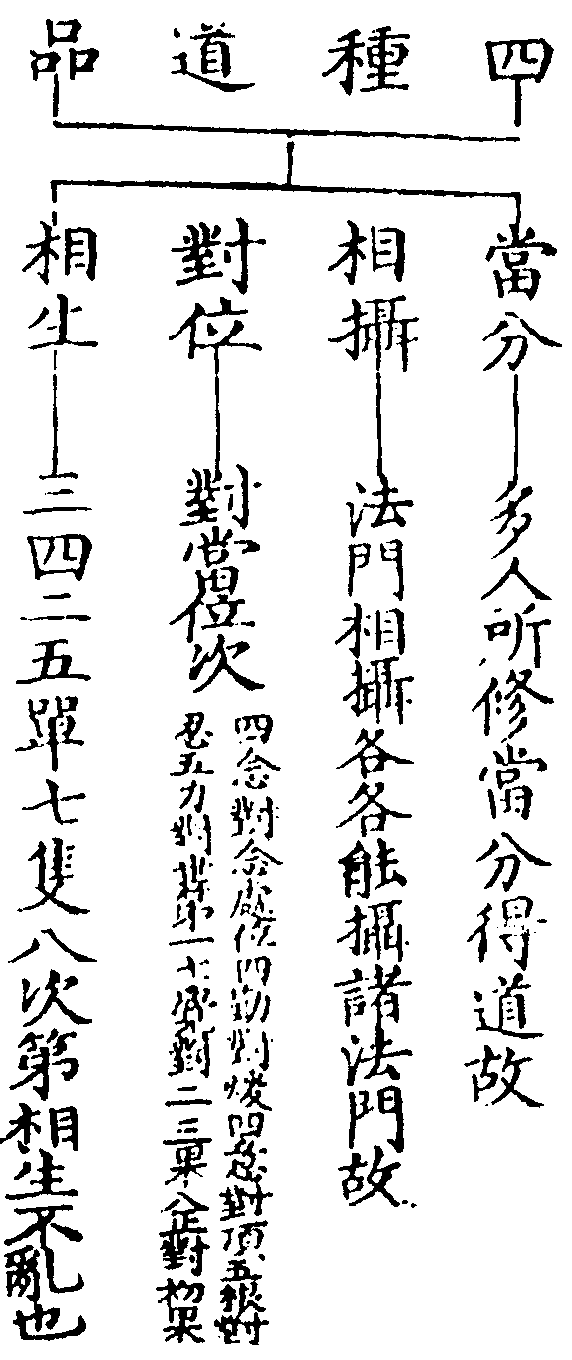 四種道品
當分
多人所修當分得道故
相攝
法門相攝各各能攝諸法門故
對位
對當位次
四念對念處位四勤對煖四意對頂五根對
忍五力對世第一七覺對二三果八正對初果
相生
三四二五單七隻八次第相生不亂也